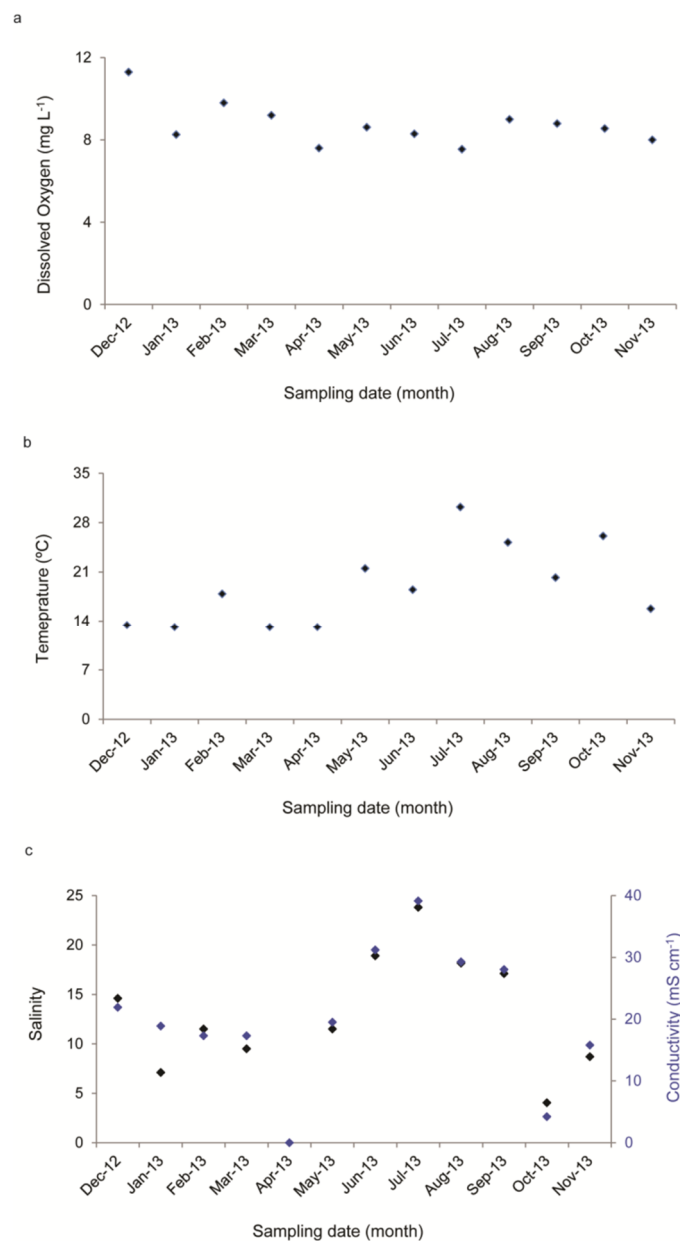 a
12
8
4
0
Dissolved Oxygen (mg L-1)
Dec-12 Jan-13 Feb-13 Mar-13 Apr-13 May-13 Jun-13 Jul-13 Aug-13 Sep-13 Oct-13 Nov-13
Sampling date (month)
b
35
28
21
14
7
0
Temeprature (ºC)
Dec-12 Jan-13 Feb-13 Mar-13 Apr-13 May-13 Jun-13 Jul-13 Aug-13 Sep-13 Oct-13 Nov-13
Sampling date (month)
c
25
20
15
10
5
0
Salinity
40
30
20
10
0
Conductivity (mS cm-1)
Dec-12 Jan-13 Feb-13 Mar-13 Apr-13 May-13 Jun-13 Jul-13 Aug-13 Sep-13 Oct-13 Nov-13
Sampling date (month)